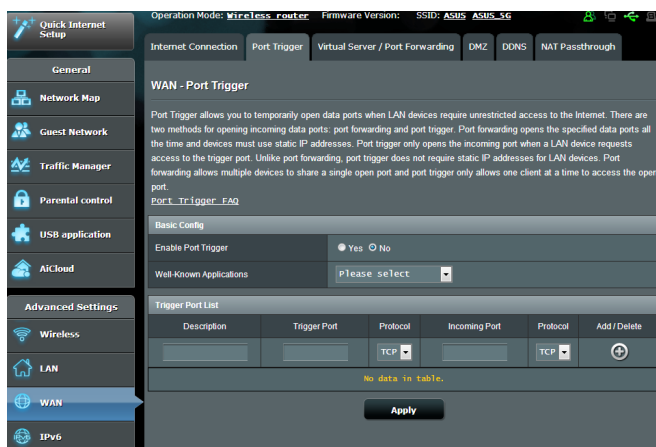 Quick Internet
Setup
Operation Mode: Wireless router Firmware Version: SSID: ASUS ASUS_5G
Internet Connection
Port Trigger
Virtual Server / Port Forwarding
DMZ
DDNS
NAT Passthrough
General
Network Map
Guest Network
Traffic Manager
Parental control
USB application
AiCloud
Advanced Settings
Wireless
LAN
WAN
IPv6
WAN - Port Trigger
Port Trigger allows you to temporarily open data ports when LAN devices require unrestricted access to the Internet. There are
two methods for opening incoming data ports: port forwarding and port trigger. Port forwarding opens the specified data ports all
the time and devices must use static IP addresses. Port trigger only opens the incoming port when a LAN device requests
access to the trigger port. Unlike port forwarding, port trigger does not require static IP addresses for LAN devices. Port
forwarding allows multiple devices to share a single open port and port trigger only allows one client at a time to access the open
port.
Port Trigger FAQ
Basic Config
Enable Port Trigger Yes No
Well-Known Applications Please select
Trigger Port List
Description Trigger Port Protocol Incoming Port Protocol Add / Delete
TCP TCP
No data in table.
Apply